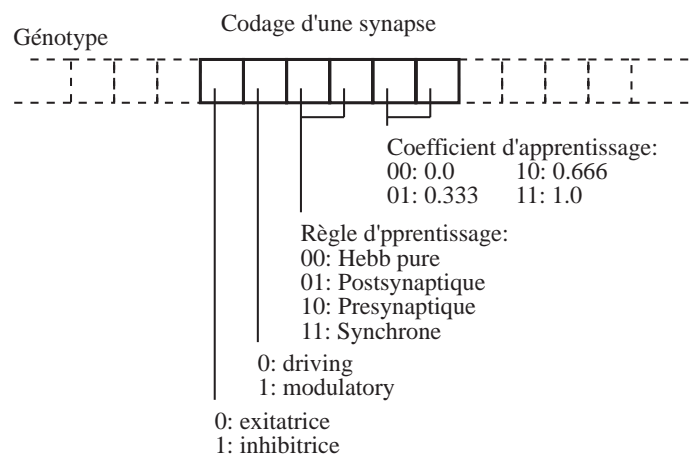 Codage d'une synapse
Génotype
Coefficient d'apprentissage:
00: 0.0 10: 0.666
01: 0.333 11: 1.0
Règle d'pprentissage:
00: Hebb pure
01: Postsynaptique
10: Presynaptique
11: Synchrone
0: driving
1: modulatory
0: exitatrice
1: inhibitrice